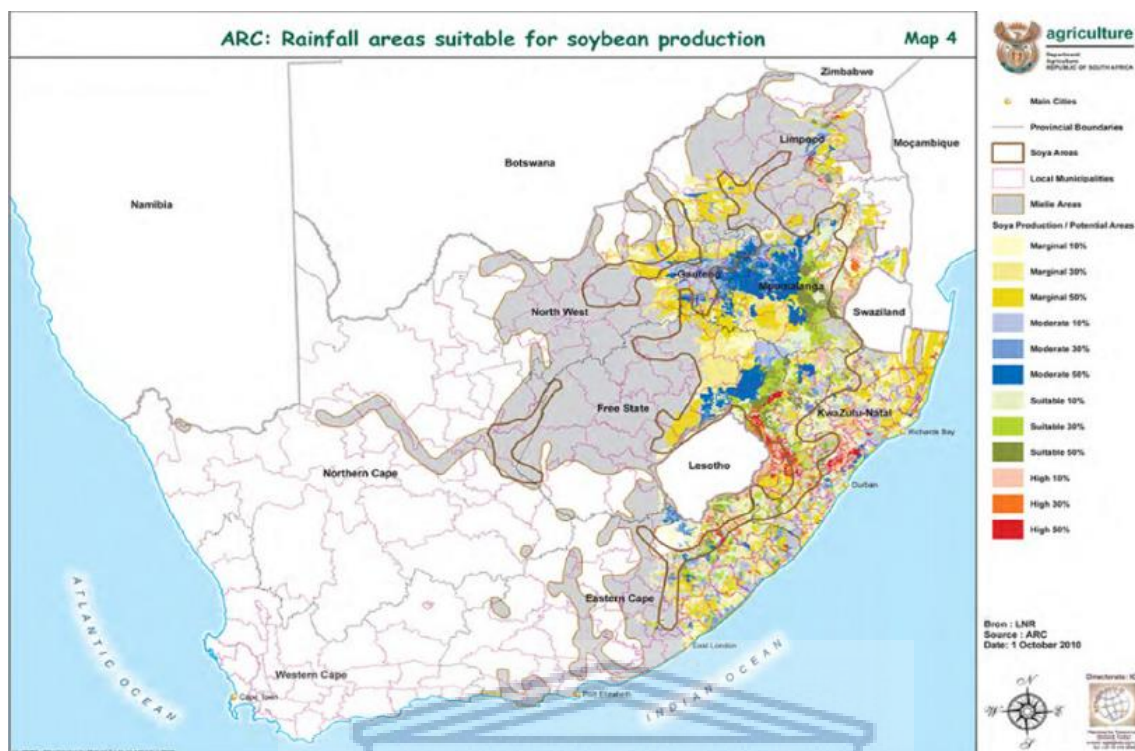 ARC: Rainfall areas suitable for soybean production
Map 4
agriculture
Department:
Agriculture
REPUBLIC OF SOUTH AFRICA
Main Cities
Provincial Boundaries
Soya Areas
Local Municipalities
Mielie Areas
Soya Production / Potential Areas
Marginal 10%
Marginal 30%
Marginal 50%
Moderate 10%
Moderate 30%
Moderate 50%
Suitable 10%
Suitable 30%
Suitable 50%
High 10%
High 30%
High 50%
Zimbabwe
Limpopo
Moçambique
Botswana
Namibia
Gauteng
Mpumalanga
North West
Swaziland
Free State
KwaZulu-Natal
Richards Bay
Lesotho
Northern Cape
Durban
Eastern Cape
East London
Western Cape
Cape Town
Port Elizabeth
ATLANTIC OCEAN
INDIAN OCEAN
Bron : LNR
Source : ARC
Date: 1 October 2010
N
W E
S